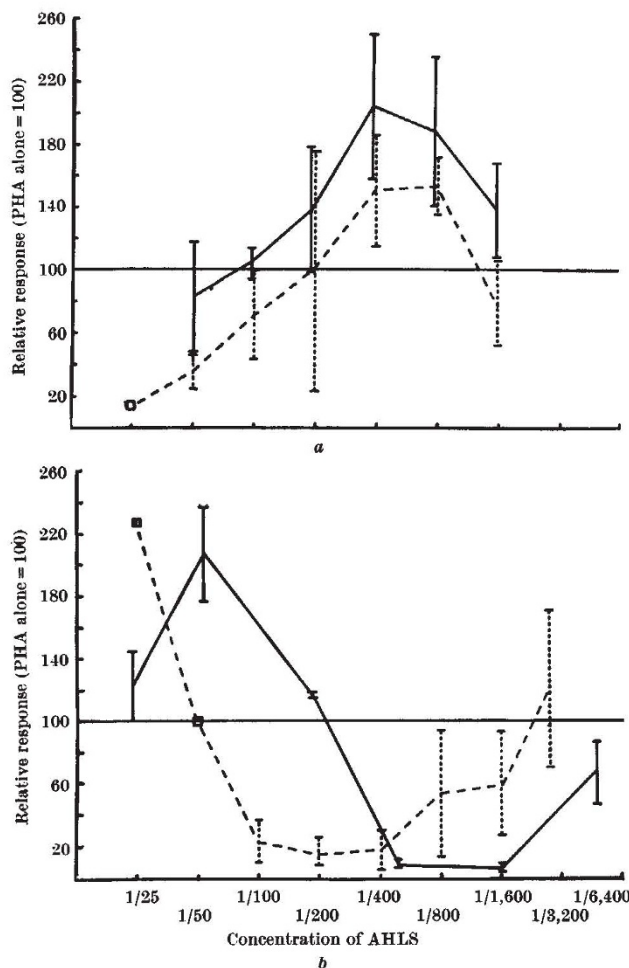 260
220
180
140
100
60
20
Relative response (PHA alone = 100)
a
260
220
180
140
100
60
20
Relative response (PHA alone = 100)
1/25 1/100 1/400 1/1,600 1/6,400
1/50 1/200 1/800 1/3,200
Concentration of AHLS
b